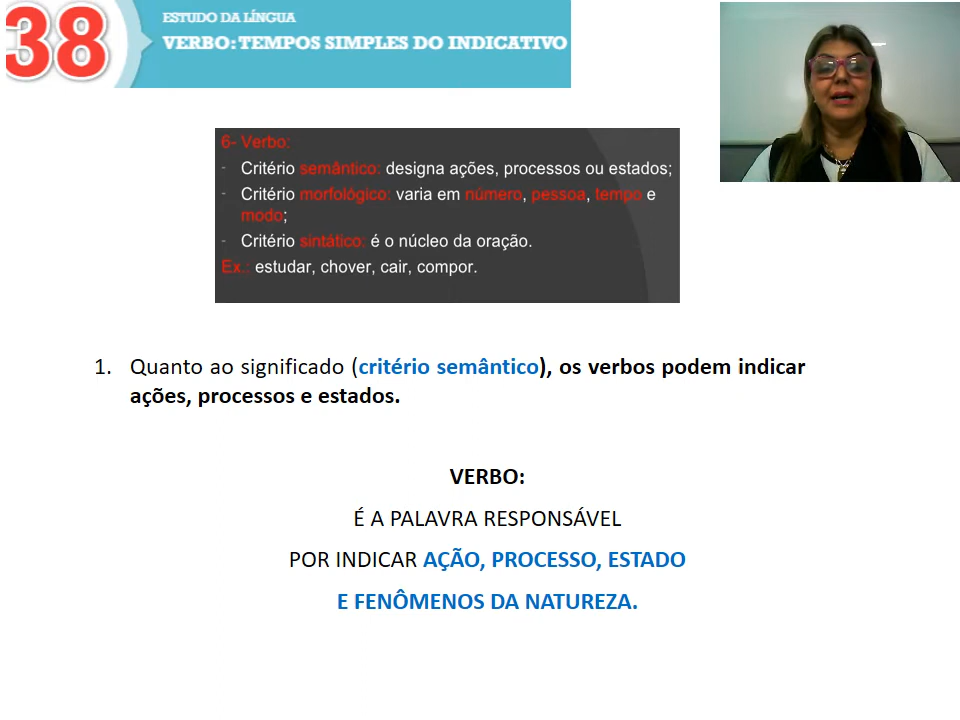 38
ESTUDO DA LÍNGUA
VERBO: TEMPOS SIMPLES DO INDICATIVO
6- Verbo:
- Critério semântico: designa ações, processos ou estados;
- Critério morfológico: varia em número, pessoa, tempo e
modo;
- Critério sintático: é o núcleo da oração.
Ex.: estudar, chover, cair, compor.
1. Quanto ao significado (critério semântico), os verbos podem indicar
ações, processos e estados.
VERBO:
É A PALAVRA RESPONSÁVEL
POR INDICAR AÇÃO, PROCESSO, ESTADO
E FENÔMENOS DA NATUREZA.